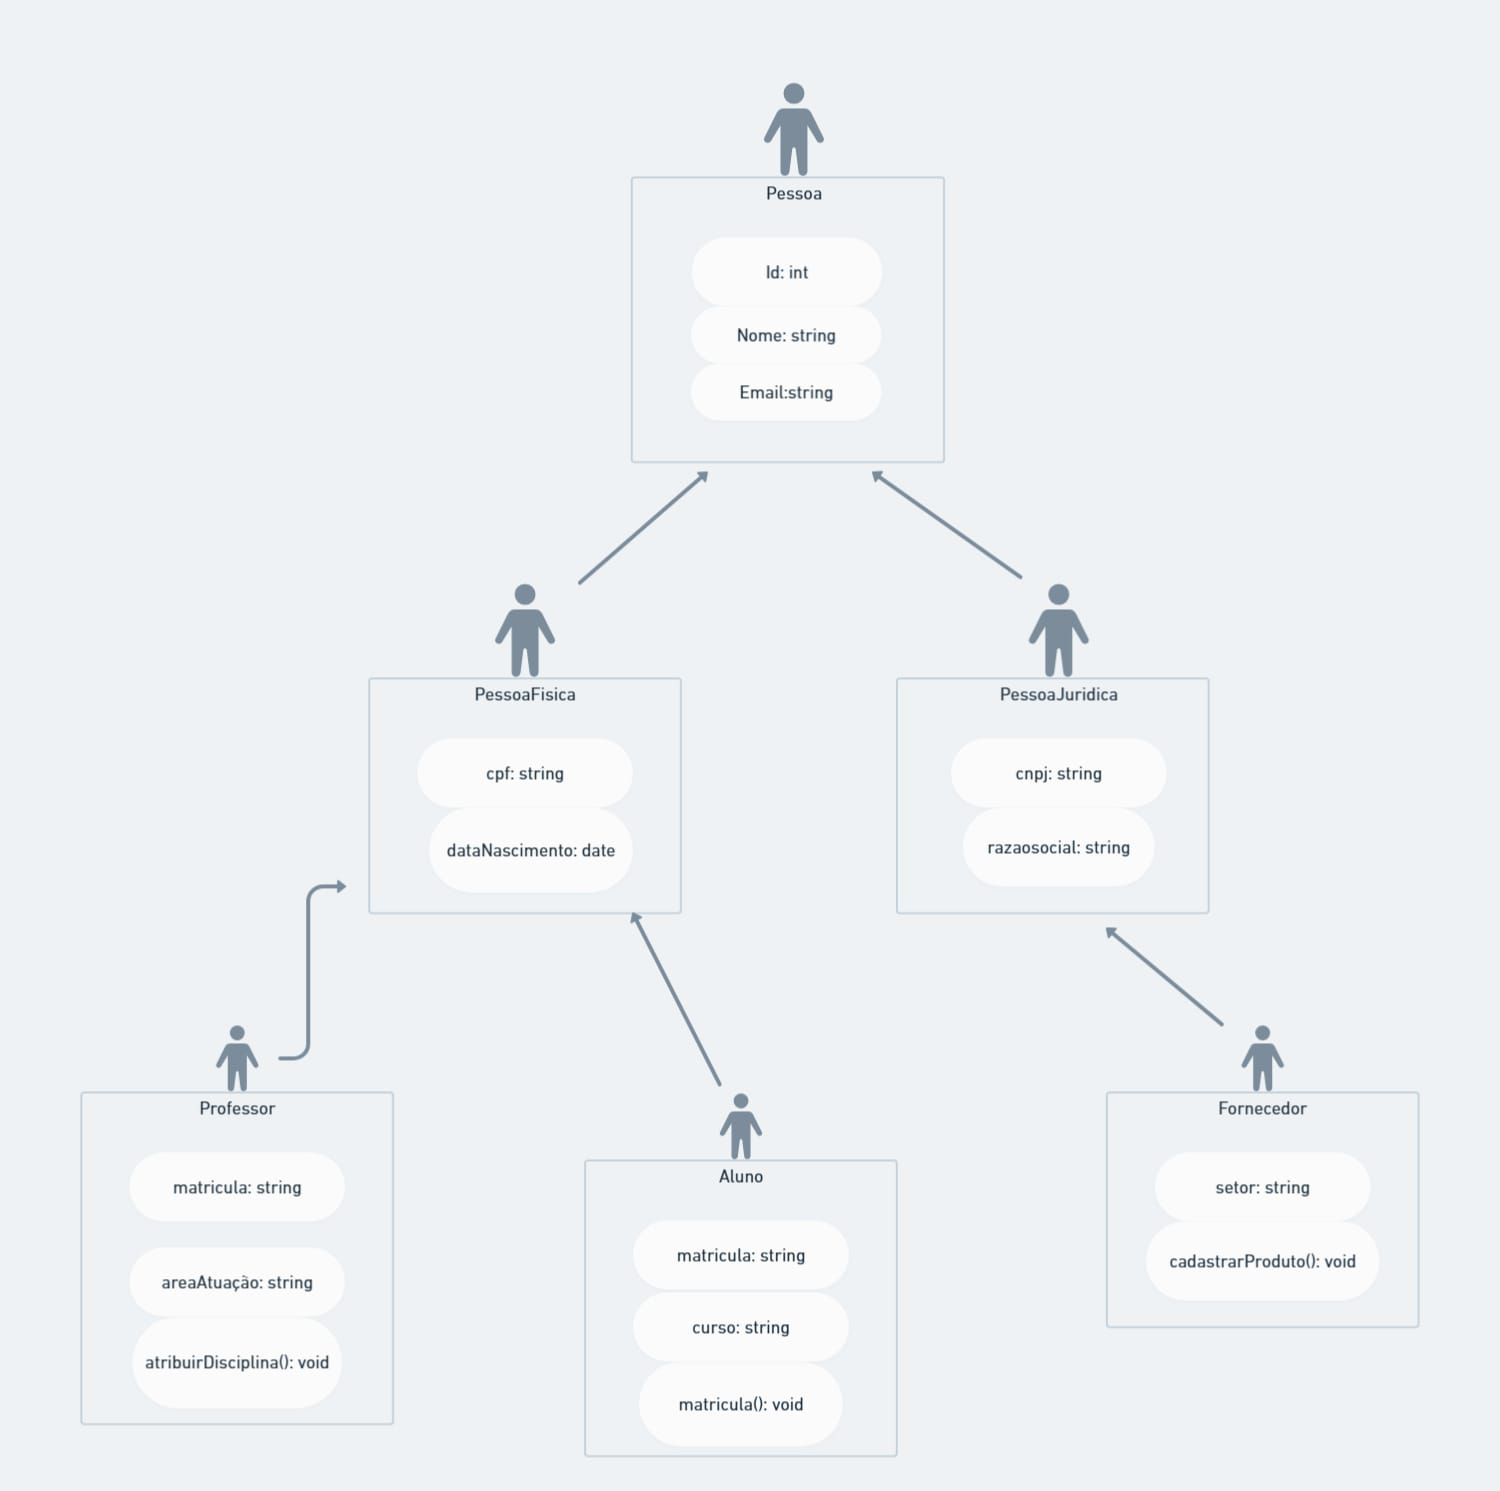 Pessoa
Id: int
Nome: string
Email:string
PessoaFisica
cpf: string
dataNascimento: date
PessoaJuridica
cnpj: string
razaosocial: string
Professor
matricula: string
areaAtuação: string
atribuirDisciplina(): void
Aluno
matricula: string
curso: string
matricula(): void
Fornecedor
setor: string
cadastrarProduto(): void